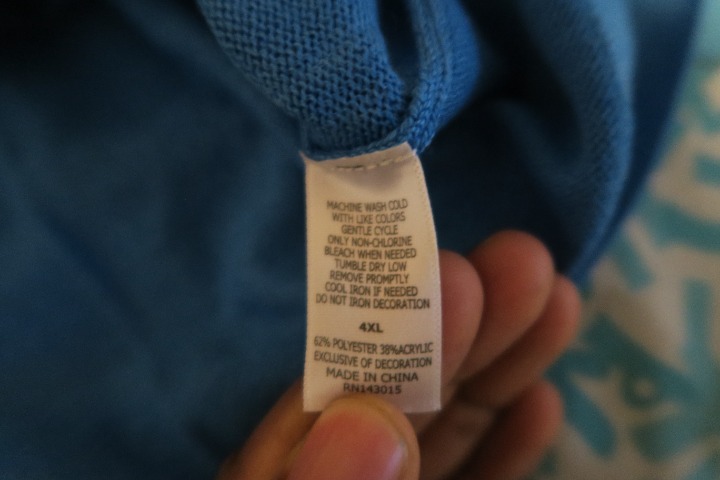 MACHINE WASH COLD
WITH LIKE COLORS
GENTLE CYCLE
ONLY NON-CHLORINE
BLEACH WHEN NEEDED
TUMBLE DRY LOW
REMOVE PROMPTLY
COOL IRON IF NEEDED
DO NOT IRON DECORATION
4XL
62% POLYESTER 38%ACRYLIC
EXCLUSIVE OF DECORATION
MADE IN CHINA
RN143015